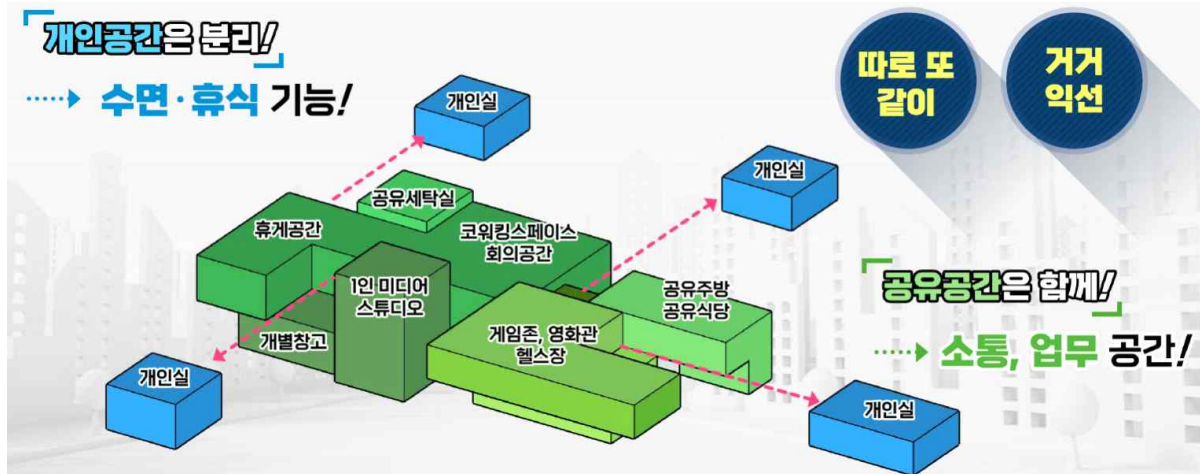 개인공간은 분리!
수면·휴식 기능!
따로 또
같이
거거
익선
개인실
개인실
공유세탁실
휴게공간
코워킹스페이스
회의공간
1인 미디어
스튜디오
공유주방
공유식당
개별창고
게임존, 영화관
헬스장
개인실
개인실
공유공간은 함께!
소통, 업무 공간!